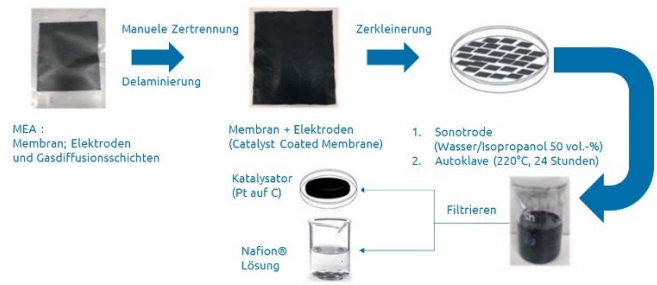 Manuele Zertrennung
Delaminierung
Zerkleinerung
MEA :
Membran; Elektroden
und Gasdiffusionsschichten
Membran + Elektroden
(Catalyst Coated Membrane)
1. Sonotrode
(Wasser/Isopropanol 50 vol.-%)
2. Autoklave (220°C, 24 Stunden)
Katalysator
(Pt auf C)
Filtrieren
Nafion®
Lösung